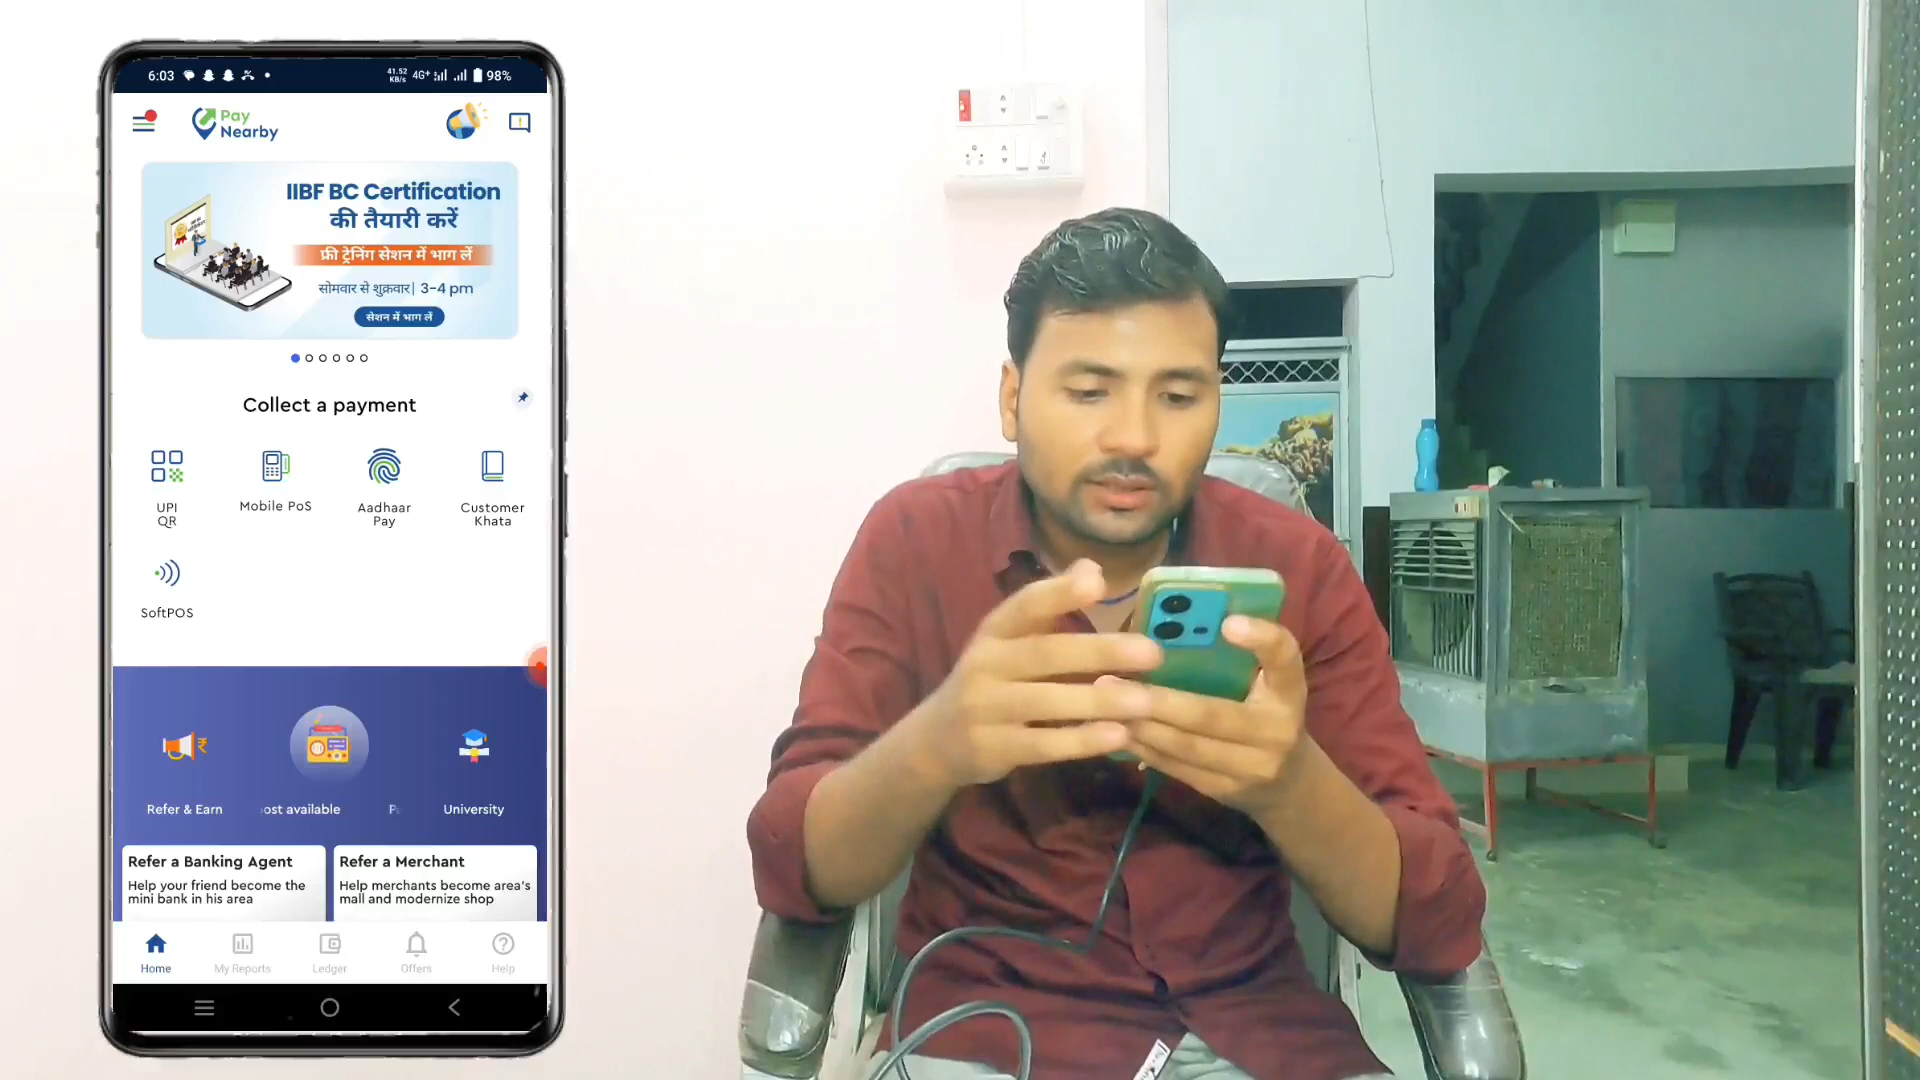 6:03
41.52
KB/s
4G+
98%
Pay
Nearby
IIBF BC Certification
की तैयारी करें
फ्री ट्रेनिंग सेशन में भाग लें
सोमवार से शुक्रवार| 3-4 pm
सेशन में भाग लें
Collect a payment
UPI
QR
Mobile PoS
Aadhaar
Pay
Customer
Khata
SoftPOS
Refer & Earn
ost available
University
Refer a Banking Agent
Help your friend become the
mini bank in his area
Refer a Merchant
Help merchants become area's
mall and modernize shop
Home
My Reports
Ledger
Offers
Help